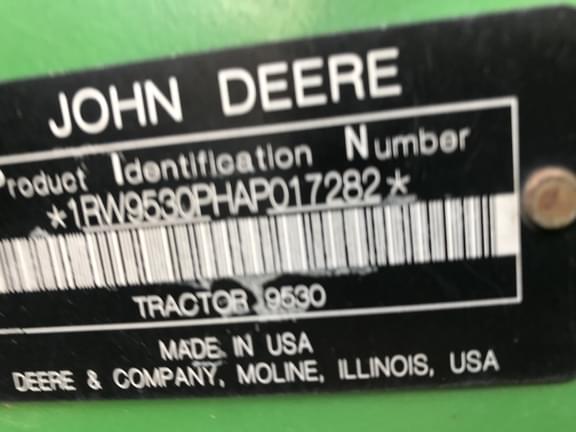 JOHN DEERE
Product Identification Number
*1RW9530PHAP017282*
TRACTOR 9530
MADE IN USA
DEERE & COMPANY, MOLINE, ILLINOIS, USA